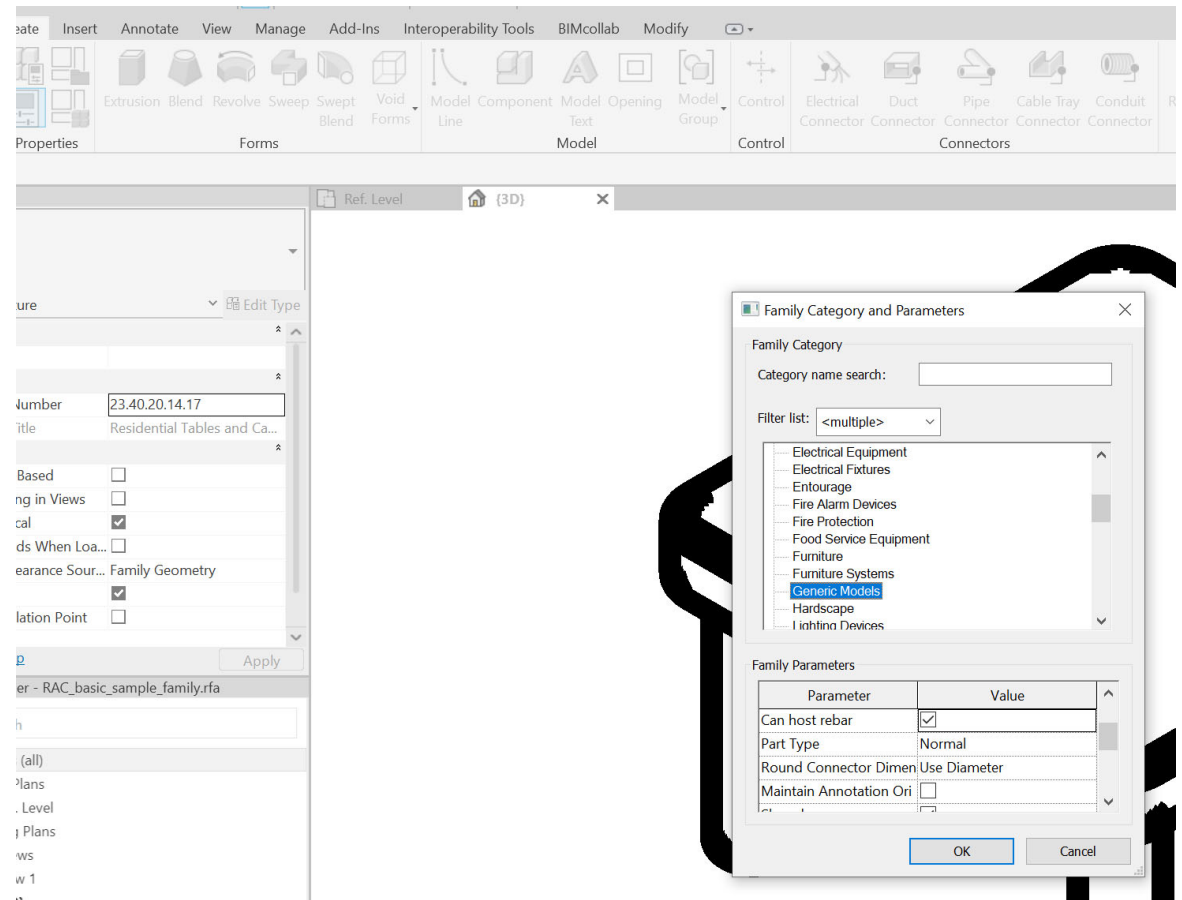 eate Insert Annotate View Manage Add-Ins Interoperability Tools BIMcollab Modify
Extrusion Blend Revolve Sweep Swept Blend Void Forms Model Line Component Model Text Opening Model Group Control Electrical Connector Duct Connector Pipe Connector Cable Tray Connector Conduit Connector R
Properties Forms Model Control Connectors
Ref. Level {3D}
ture Edit Type
Number 23.40.20.14.17
Title Residential Tables and Ca...
Based
ng in Views
cal
ds When Loa...
earance Sour... Family Geometry
lation Point
p Apply
er - RAC_basic_sample_family.rfa
h
(all)
Plans
. Level
g Plans
ews
w 1
Family Category and Parameters
Family Category
Category name search:
Filter list: <multiple>
Electrical Equipment
Electrical Fixtures
Entourage
Fire Alarm Devices
Fire Protection
Food Service Equipment
Furniture
Furniture Systems
Generic Models
Hardscape
Lighting Devices
Family Parameters
Parameter Value
Can host rebar
Part Type Normal
Round Connector Dimen Use Diameter
Maintain Annotation Ori
OK Cancel